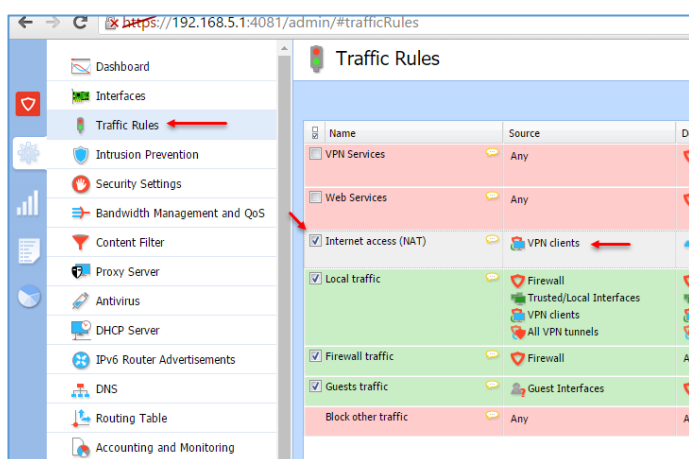 https://192.168.5.1:4081/admin/#trafficRules
Dashboard
Interfaces
Traffic Rules
Intrusion Prevention
Security Settings
Bandwidth Management and QoS
Content Filter
Proxy Server
Antivirus
DHCP Server
IPv6 Router Advertisements
DNS
Routing Table
Accounting and Monitoring
Traffic Rules
Name Source D
VPN Services Any
Web Services Any
Internet access (NAT) VPN clients
Local traffic Firewall
Trusted/Local Interfaces
VPN clients
All VPN tunnels
Firewall traffic Firewall A
Guests traffic Guest Interfaces
Block other traffic Any A